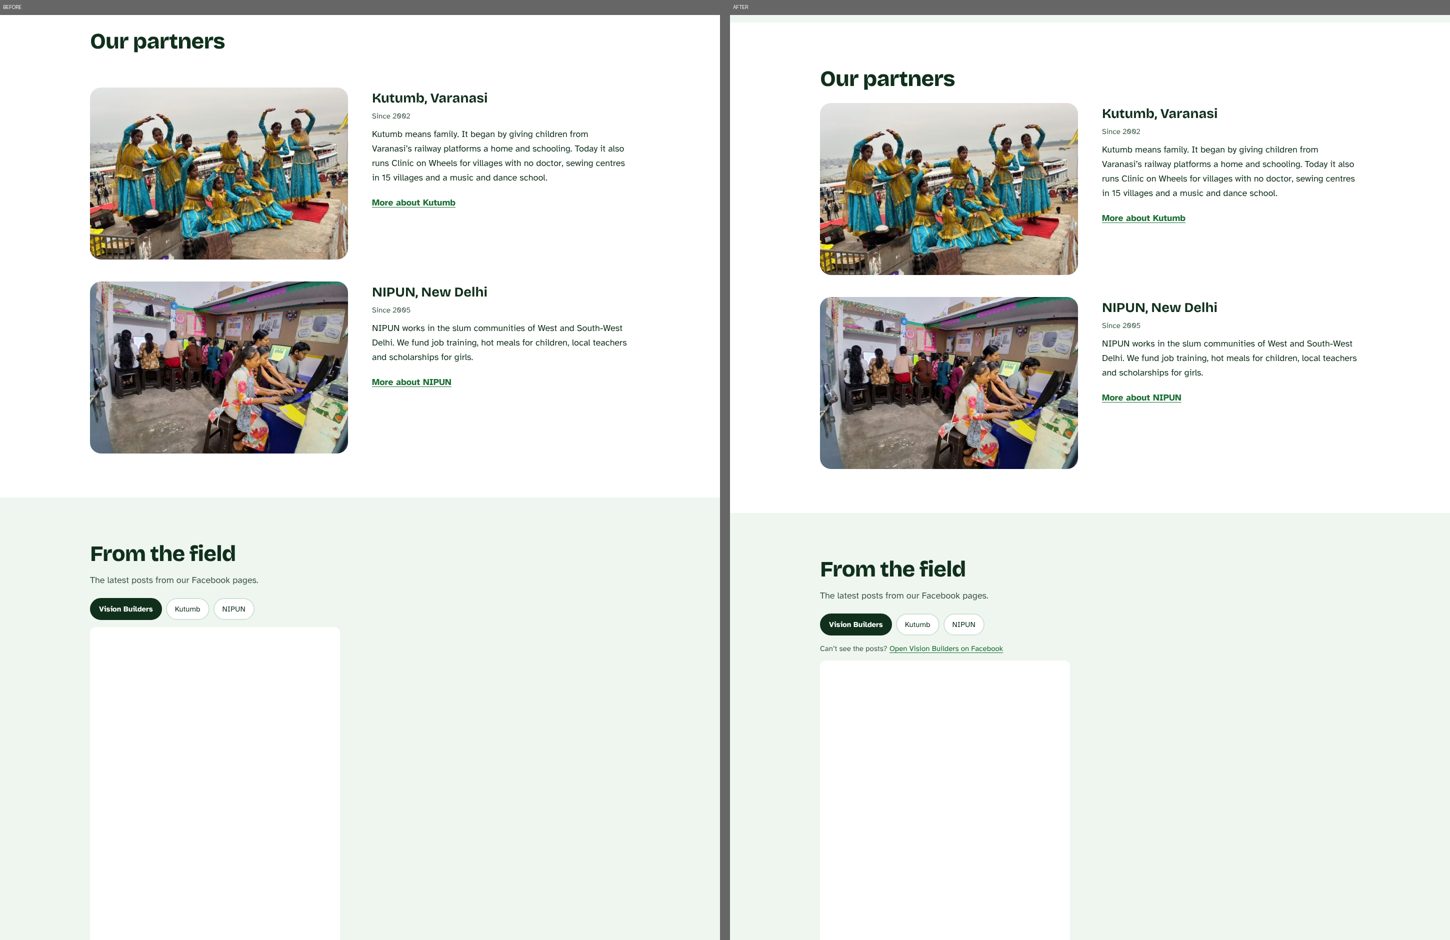 BEFORE
Our partners
Kutumb, Varanasi
Since 2002
Kutumb means family. It began by giving children from
Varanasi’s railway platforms a home and schooling. Today it also
runs Clinic on Wheels for villages with no doctor, sewing centres
in 15 villages and a music and dance school.
More about Kutumb
NIPUN, New Delhi
Since 2005
NIPUN works in the slum communities of West and South-West
Delhi. We fund job training, hot meals for children, local teachers
and scholarships for girls.
More about NIPUN
From the field
The latest posts from our Facebook pages.
Vision Builders
Kutumb
NIPUN
AFTER
Our partners
Kutumb, Varanasi
Since 2002
Kutumb means family. It began by giving children from
Varanasi’s railway platforms a home and schooling. Today it also
runs Clinic on Wheels for villages with no doctor, sewing centres
in 15 villages and a music and dance school.
More about Kutumb
NIPUN, New Delhi
Since 2005
NIPUN works in the slum communities of West and South-West
Delhi. We fund job training, hot meals for children, local teachers
and scholarships for girls.
More about NIPUN
From the field
The latest posts from our Facebook pages.
Vision Builders
Kutumb
NIPUN
Can’t see the posts? Open Vision Builders on Facebook